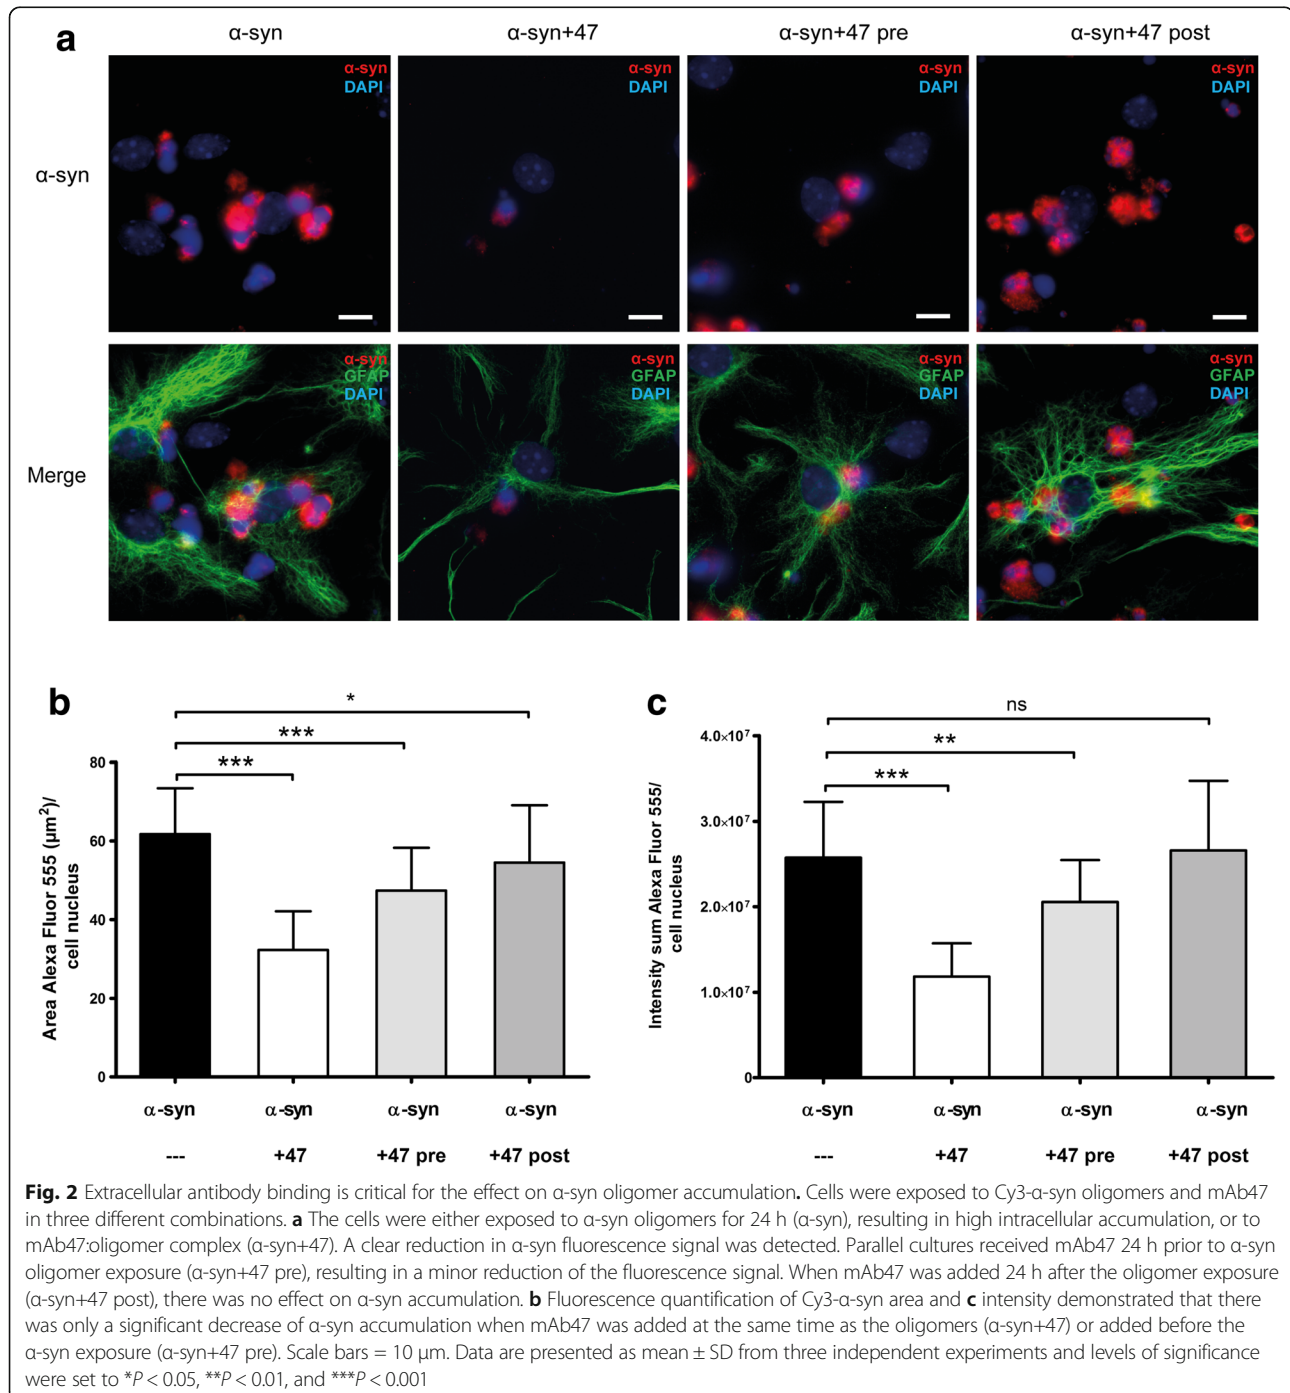 a
α-syn α-syn+47 α-syn+47 pre α-syn+47 post
α-syn
α-syn
DAPI
α-syn
DAPI
α-syn
DAPI
α-syn
DAPI
Merge
α-syn
GFAP
DAPI
α-syn
GFAP
DAPI
α-syn
GFAP
DAPI
α-syn
GFAP
DAPI
b
*
***
***
Area Alexa Fluor 555 (µm²)/
cell nucleus
80
60
40
20
0
α-syn α-syn α-syn α-syn
--- +47 +47 pre +47 post
c
ns
**
***
Intensity sum Alexa Fluor 555/
cell nucleus
4.0×10⁷
3.0×10⁷
2.0×10⁷
1.0×10⁷
0
α-syn α-syn α-syn α-syn
--- +47 +47 pre +47 post
Fig. 2 Extracellular antibody binding is critical for the effect on α-syn oligomer accumulation. Cells were exposed to Cy3-α-syn oligomers and mAb47
in three different combinations. a The cells were either exposed to α-syn oligomers for 24 h (α-syn), resulting in high intracellular accumulation, or to
mAb47:oligomer complex (α-syn+47). A clear reduction in α-syn fluorescence signal was detected. Parallel cultures received mAb47 24 h prior to α-syn
oligomer exposure (α-syn+47 pre), resulting in a minor reduction of the fluorescence signal. When mAb47 was added 24 h after the oligomer exposure
(α-syn+47 post), there was no effect on α-syn accumulation. b Fluorescence quantification of Cy3-α-syn area and c intensity demonstrated that there
was only a significant decrease of α-syn accumulation when mAb47 was added at the same time as the oligomers (α-syn+47) or added before the
α-syn exposure (α-syn+47 pre). Scale bars = 10 µm. Data are presented as mean ± SD from three independent experiments and levels of significance
were set to *P < 0.05, **P < 0.01, and ***P < 0.001